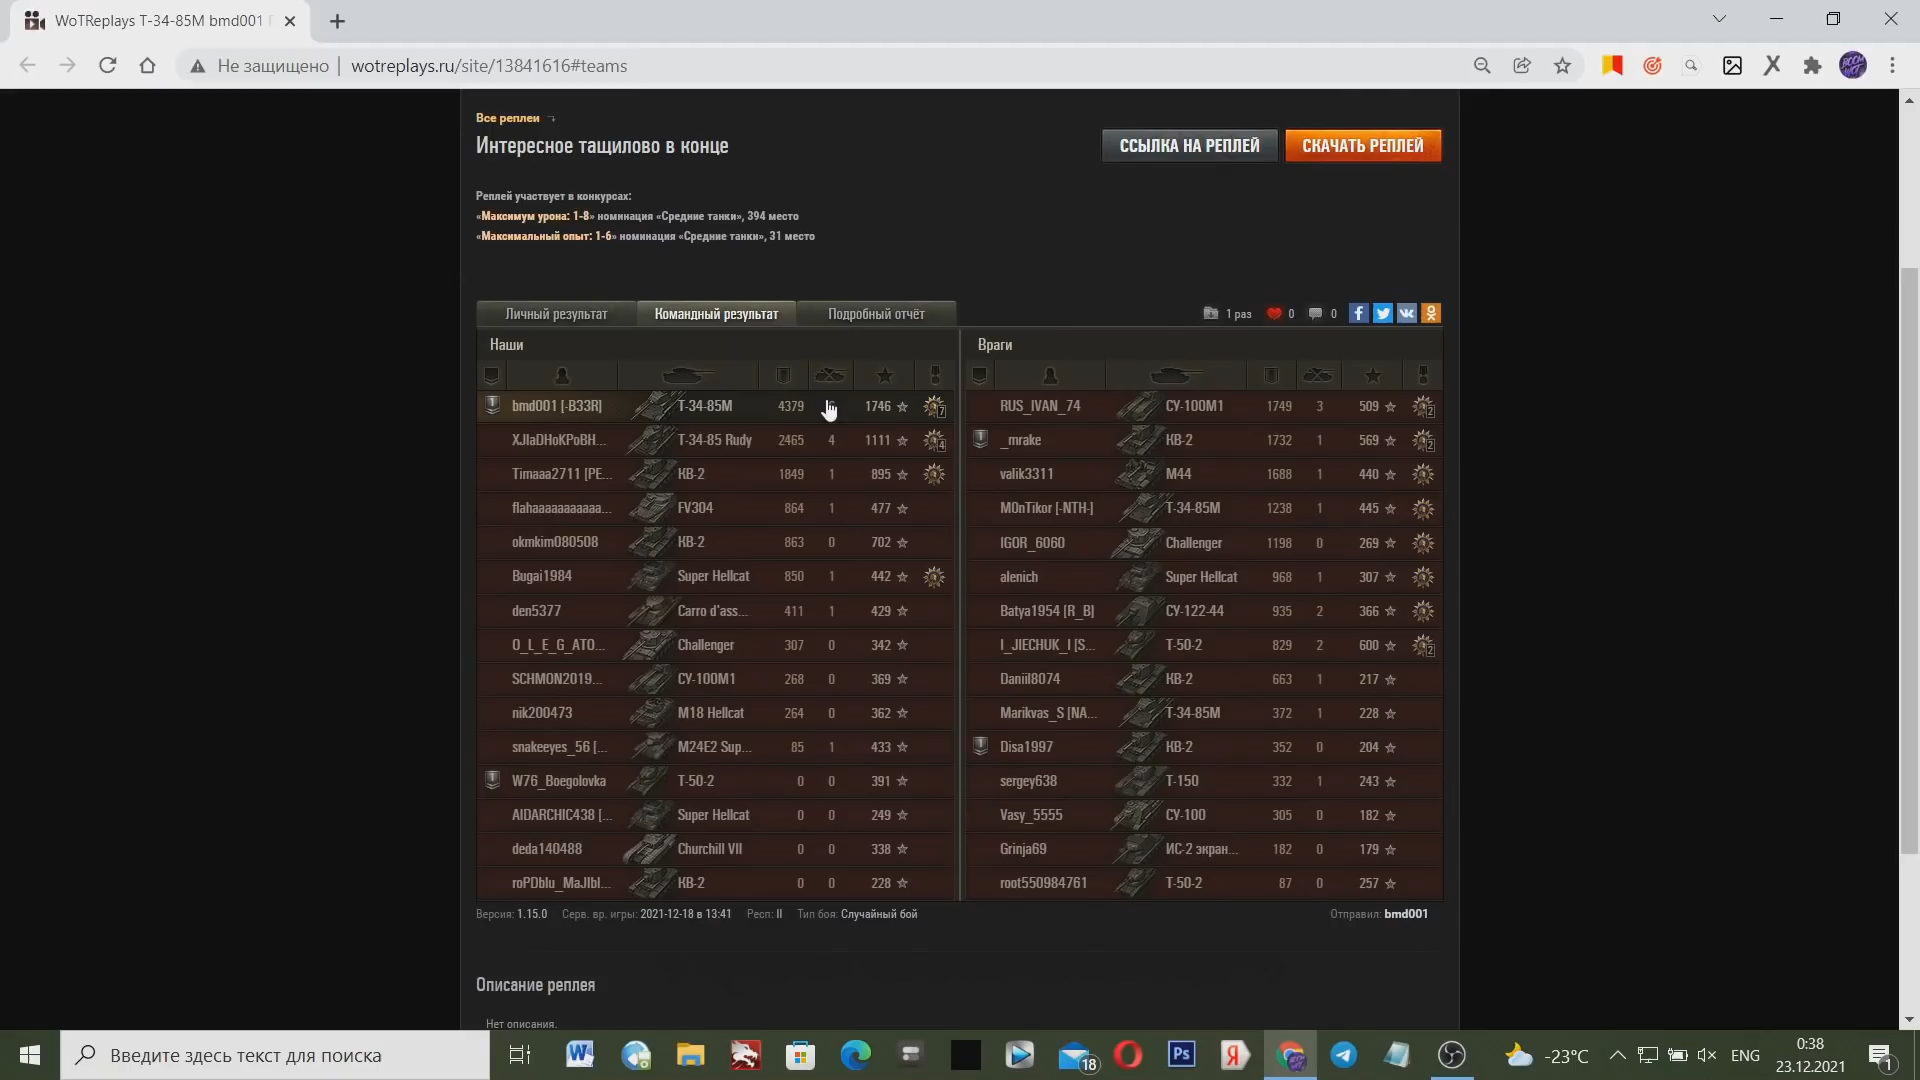 WoTReplays T-34-85M bmd001
Не защищено | wotreplays.ru/site/13841616#teams
Все реплеи
Интересное тащилово в конце
ССЫЛКА НА РЕПЛЕЙ
СКАЧАТЬ РЕПЛЕЙ
Реплей участвует в конкурсах:
«Максимум урона: 1-8» номинация «Средние танки», 394 место
«Максимальный опыт: 1-6» номинация «Средние танки», 31 место
Личный результат Командный результат Подробный отчёт 1 раз 0 0
Наши Враги
bmd001 [-B33R] T-34-85M 4379 1746 7 RUS_IVAN_74 СУ-100М1 1749 3 509 2
XJIaDHoKPoBH... T-34-85 Rudy 2465 4 1111 4 _mrake КВ-2 1732 1 569 2
Timaaa2711 [PE... КВ-2 1849 1 895 valik3311 M44 1688 1 440
flahaaaaaaaaaaa... FV304 864 1 477 M0nTikor [-NTH-] T-34-85M 1238 1 445
okmkim080508 КВ-2 863 0 702 IGOR_6060 Challenger 1198 0 269
Bugai1984 Super Hellcat 850 1 442 alenich Super Hellcat 968 1 307
den5377 Carro d'ass... 411 1 429 Batya1954 [R_B] СУ-122-44 935 2 366
O_L_E_G_ATO... Challenger 307 0 342 I_JIECHUK_I [S... T-50-2 829 2 600 2
SCHMON2019... СУ-100М1 268 0 369 Daniil8074 КВ-2 663 1 217
nik200473 M18 Hellcat 264 0 362 Marikvas_S [NA... T-34-85M 372 1 228
snakeeyes_56 [... M24E2 Sup... 85 1 433 Disa1997 КВ-2 352 0 204
W76_Boegolovka T-50-2 0 0 391 sergey638 T-150 332 1 243
AIDARCHIC438 [... Super Hellcat 0 0 249 Vasy_5555 СУ-100 305 0 182
deda140488 Churchill VII 0 0 338 Grinja69 ИС-2 экран... 182 0 179
roPDblu_MaJlbl... КВ-2 0 0 228 root550984761 T-50-2 87 0 257
Версия: 1.15.0 Серв. вр. игры: 2021-12-18 в 13:41 Респ: II Тип боя: Случайный бой Отправил: bmd001
Описание реплея
Нет описания.
Введите здесь текст для поиска 18 Ps Я -23°C ENG 0:38
23.12.2021 1